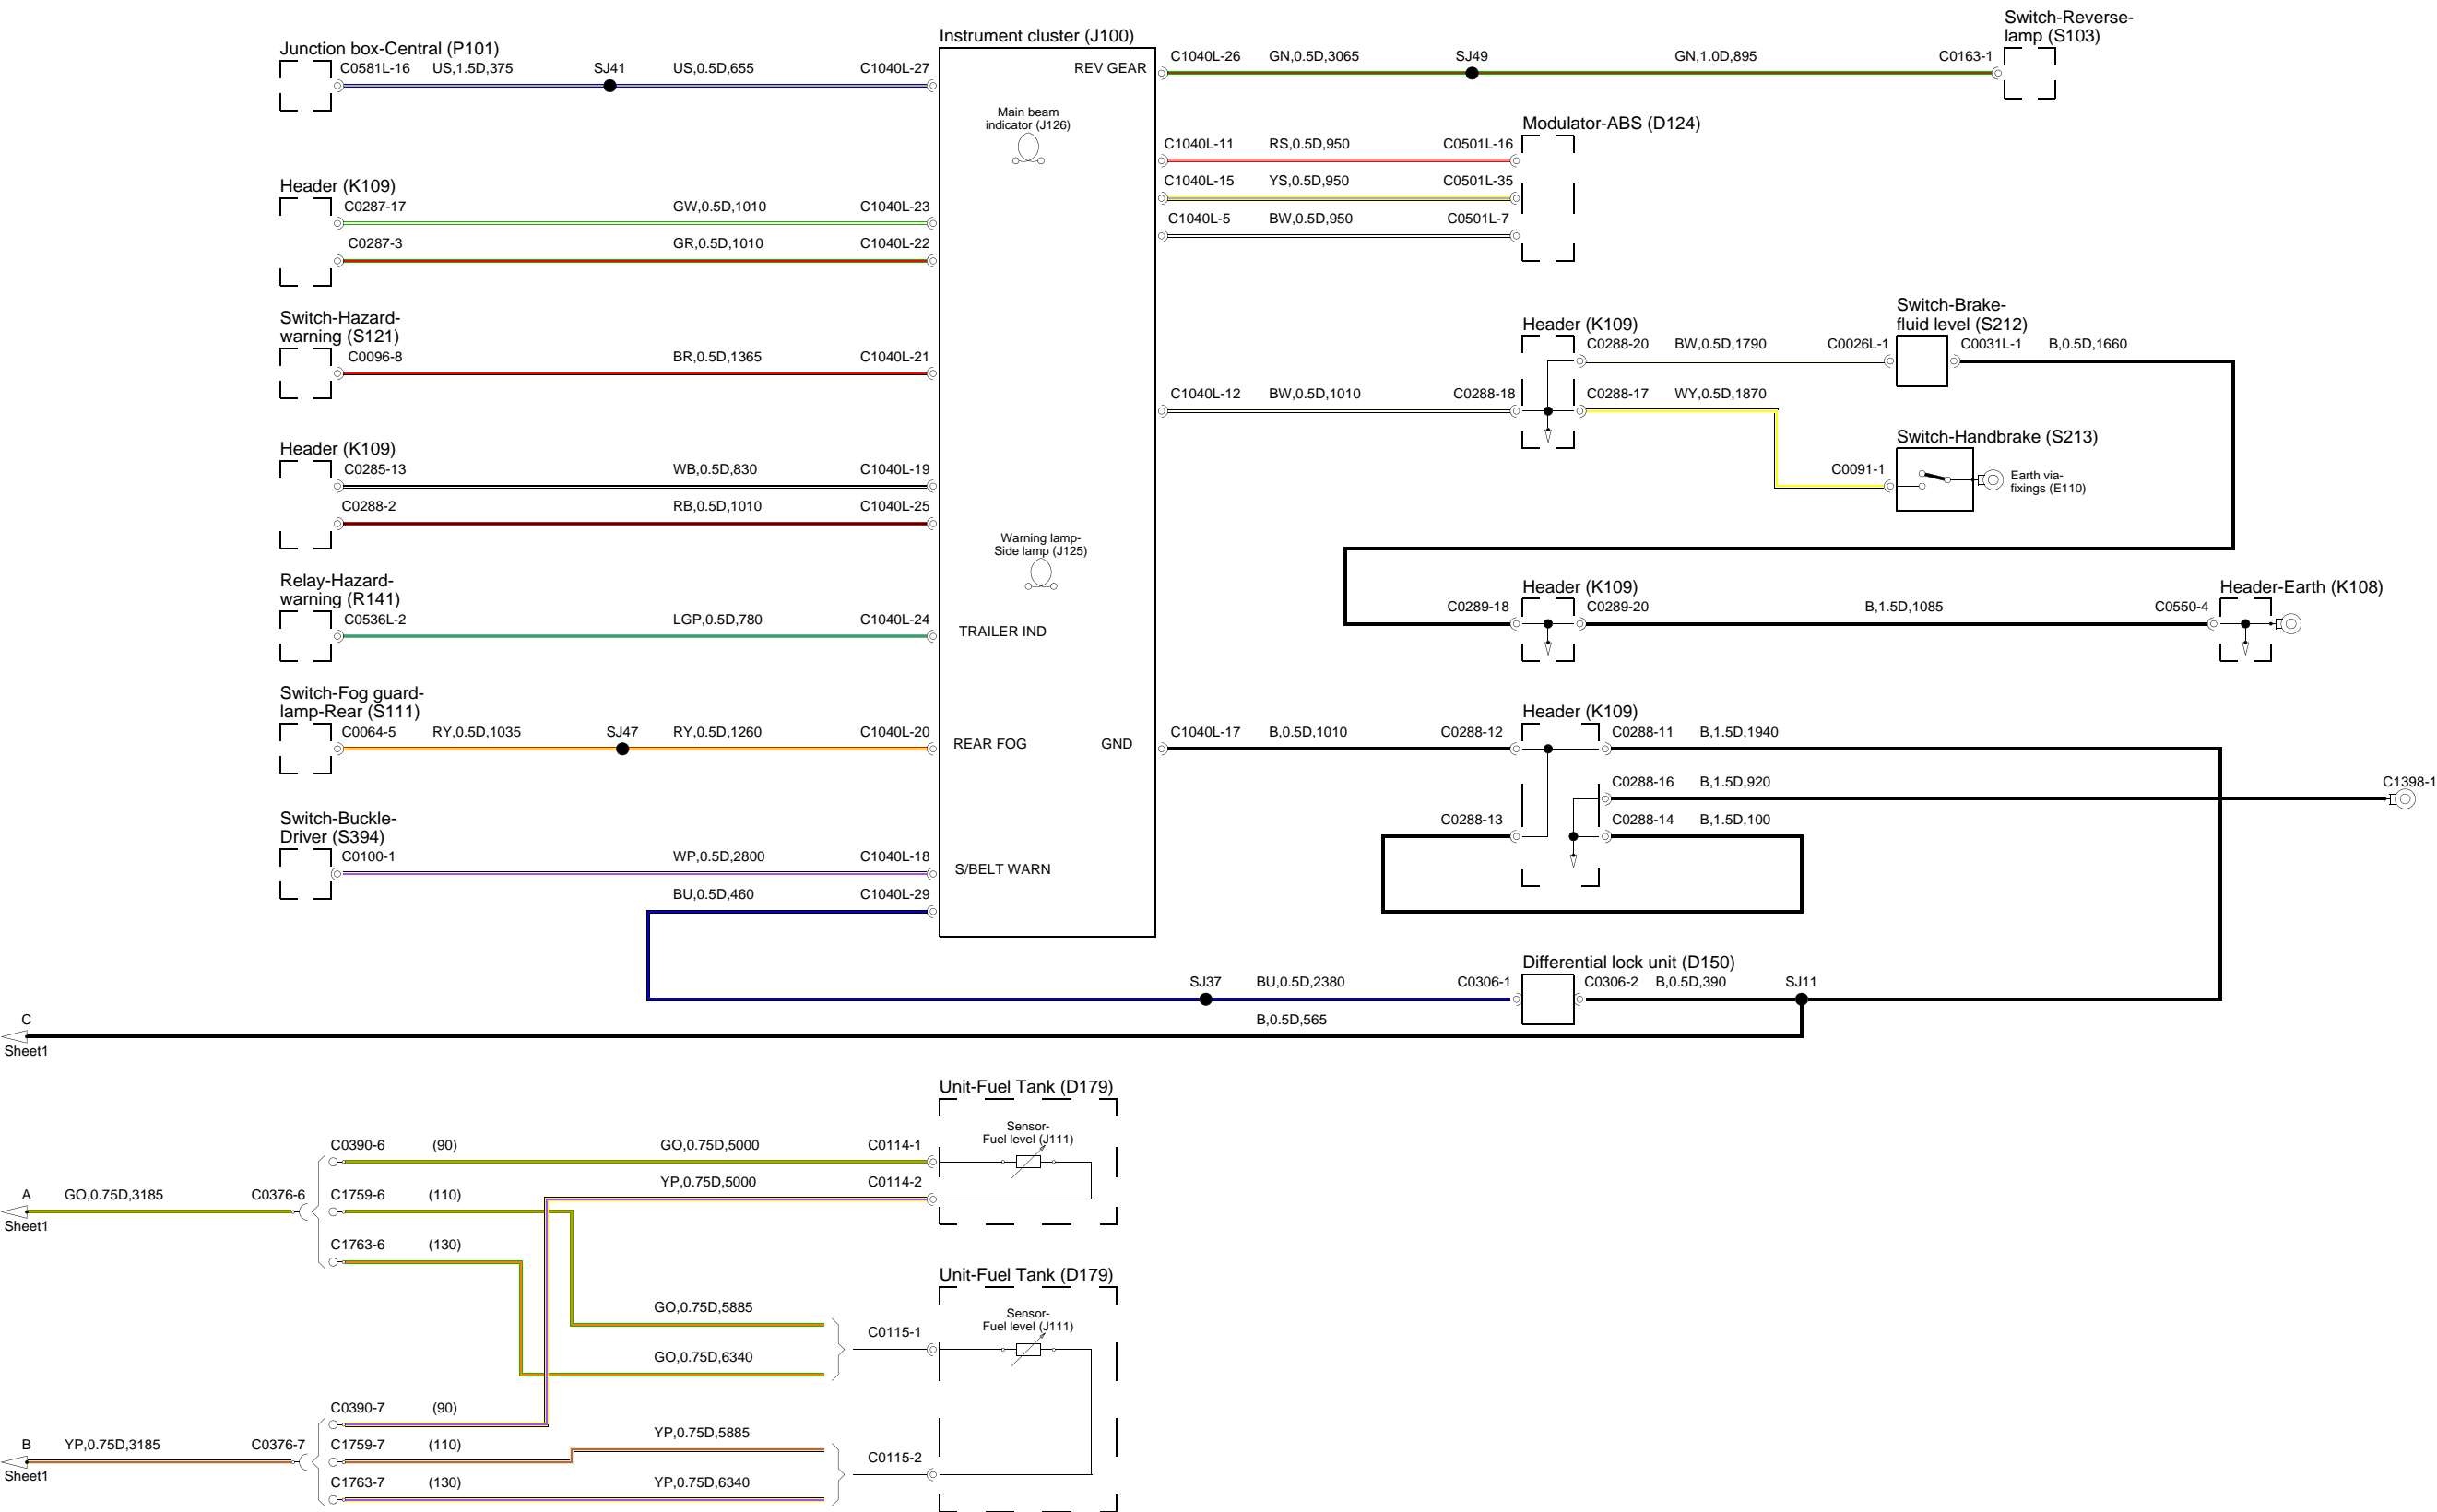 Switch-Reverse-
lamp (S103)
Instrument cluster (J100)
Junction box-Central (P101)
C0581L-16 US,1.5D,375 SJ41 US,0.5D,655 C1040L-27
REV GEAR
C1040L-26 GN,0.5D,3065 SJ49 GN,1.0D,895 C0163-1
Main beam
indicator (J126)
Modulator-ABS (D124)
C1040L-11 RS,0.5D,950 C0501L-16
C1040L-15 YS,0.5D,950 C0501L-35
C1040L-5 BW,0.5D,950 C0501L-7
Header (K109)
C0287-17 GW,0.5D,1010 C1040L-23
C0287-3 GR,0.5D,1010 C1040L-22
Switch-Hazard-
warning (S121)
C0096-8 BR,0.5D,1365 C1040L-21
Header (K109)
Switch-Brake-
fluid level (S212)
C0288-20 BW,0.5D,1790 C0026L-1 C0031L-1 B,0.5D,1660
C1040L-12 BW,0.5D,1010 C0288-18 C0288-17 WY,0.5D,1870
Switch-Handbrake (S213)
C0091-1
Earth via-
fixings (E110)
Header (K109)
C0285-13 WB,0.5D,830 C1040L-19
C0288-2 RB,0.5D,1010 C1040L-25
Warning lamp-
Side lamp (J125)
Relay-Hazard-
warning (R141)
C0536L-2 LGP,0.5D,780 C1040L-24
TRAILER IND
Header (K109)
Header-Earth (K108)
C0289-18 C0289-20 B,1.5D,1085 C0550-4
Switch-Fog guard-
lamp-Rear (S111)
C0064-5 RY,0.5D,1035 SJ47 RY,0.5D,1260 C1040L-20
REAR FOG GND
Header (K109)
C1040L-17 B,0.5D,1010 C0288-12 C0288-11 B,1.5D,1940
C0288-16 B,1.5D,920 C1398-1
C0288-13 C0288-14 B,1.5D,100
Switch-Buckle-
Driver (S394)
C0100-1 WP,0.5D,2800 C1040L-18
S/BELT WARN
BU,0.5D,460 C1040L-29
Differential lock unit (D150)
SJ37 BU,0.5D,2380 C0306-1 C0306-2 B,0.5D,390 SJ11
C
Sheet1
B,0.5D,565
Unit-Fuel Tank (D179)
Sensor-
Fuel level (J111)
C0390-6 (90) GO,0.75D,5000 C0114-1
YP,0.75D,5000 C0114-2
A GO,0.75D,3185 C0376-6 C1759-6 (110)
Sheet1
C1763-6 (130)
Unit-Fuel Tank (D179)
Sensor-
Fuel level (J111)
GO,0.75D,5885
C0115-1
GO,0.75D,6340
C0390-7 (90)
YP,0.75D,5885
B YP,0.75D,3185 C0376-7 C1759-7 (110)
Sheet1
C0115-2
C1763-7 (130) YP,0.75D,6340